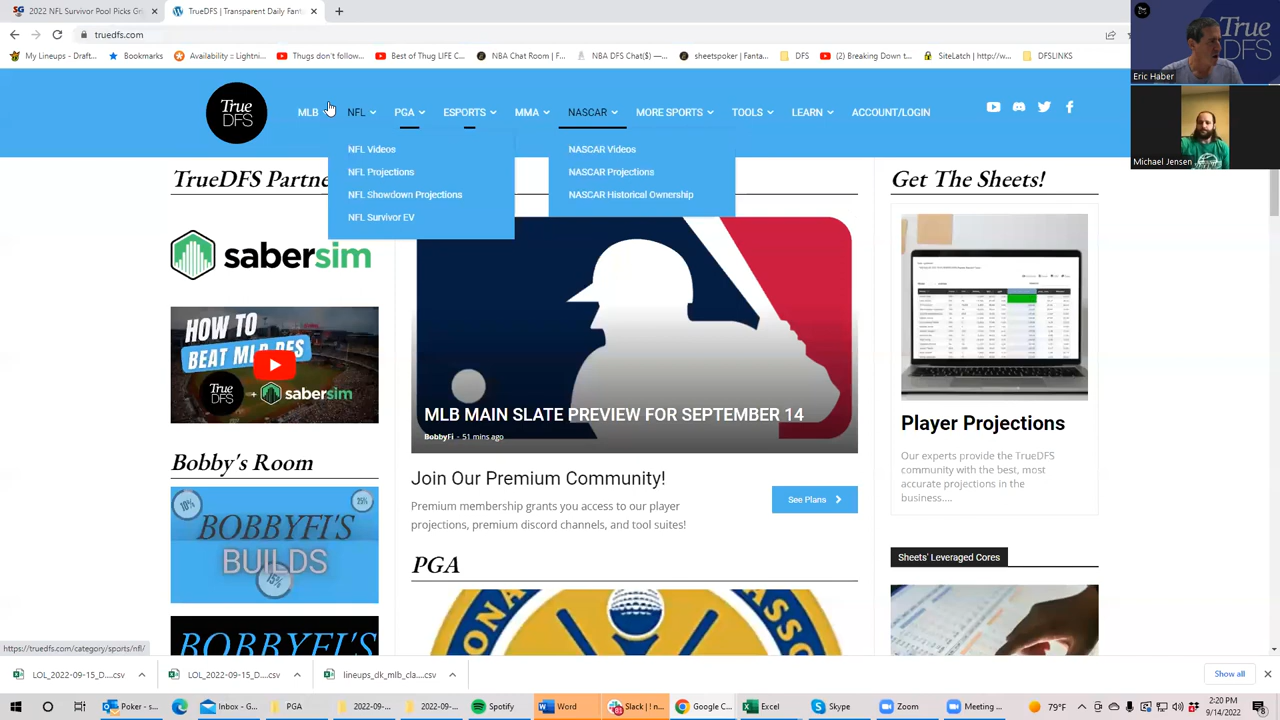 2022 NFL Survivor Pool Picks Gri
TrueDFS | Transparent Daily Fant
truedfs.com
My Lineups - Draft...
Bookmarks
Availability :: Lightni...
Thugs don't follow...
Best of Thug LIFE C...
NBA Chat Room | F...
NBA DFS Chat($) —...
sheetspoker | Fanta...
DFS
(2) Breaking Down t...
SiteLatch | http://w...
DFSLINKS
True
DFS
MLB
NFL
PGA
ESPORTS
MMA
NASCAR
MORE SPORTS
TOOLS
LEARN
ACCOUNT/LOGIN
NFL Videos
NFL Projections
NFL Showdown Projections
NFL Survivor EV
NASCAR Videos
NASCAR Projections
NASCAR Historical Ownership
True
DFS
Eric Haber
Michael Jensen
TrueDFS Partne
sabersim
HOW TO
BEAT MLB DFS
True
DFS
+ sabersim
Bobby's Room
10%
25%
BOBBYFI'S
BUILDS
15%
BOBBYFI'S
MLB MAIN SLATE PREVIEW FOR SEPTEMBER 14
BobbyFi - 51 mins ago
Join Our Premium Community!
Premium membership grants you access to our player
projections, premium discord channels, and tool suites!
See Plans
PGA
Get The Sheets!
Player Projections
Our experts provide the TrueDFS
community with the best, most
accurate projections in the
business....
Sheets' Leveraged Cores
https://truedfs.com/category/sports/nfl/
LOL_2022-09-15_D....csv
LOL_2022-09-15_D....csv
lineups_dk_mlb_cla....csv
Show all
Poker - s...
Inbox - G...
PGA
2022-09-...
2022-09-...
Spotify
Word
Slack | ! n...
Google C...
Excel
Skype
Zoom
Meeting ...
79°F
2:20 PM
9/14/2022